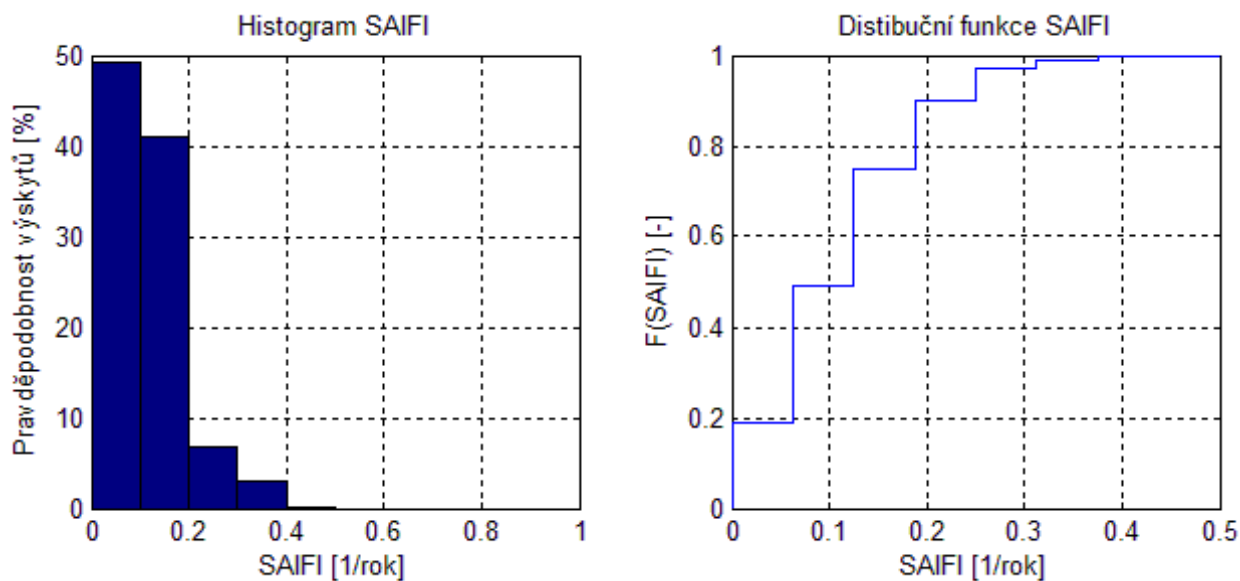 Histogram SAIFI
Pravděpodobnost výskytů [%]
50
40
30
20
10
0
0 0.2 0.4 0.6 0.8 1
SAIFI [1/rok]
Distibuční funkce SAIFI
F(SAIFI) [-]
1
0.8
0.6
0.4
0.2
0
0 0.1 0.2 0.3 0.4 0.5
SAIFI [1/rok]